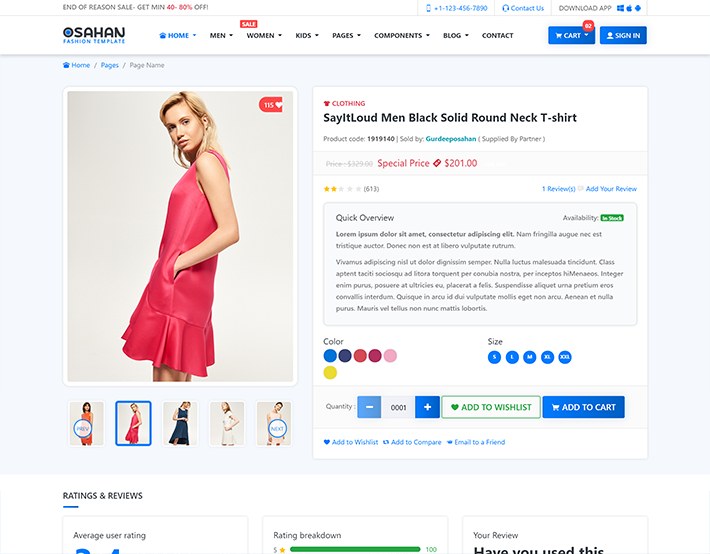 END OF REASON SALE- GET MIN 40- 80% OFF!
+1-123-456-7890
Contact Us
DOWNLOAD APP
OSAHAN
FASHION TEMPLATE
HOME
MEN
SALE
WOMEN
KIDS
PAGES
COMPONENTS
BLOG
CONTACT
CART
02
SIGN IN
Home / Pages / Page Name
115
CLOTHING
SayItLoud Men Black Solid Round Neck T-shirt
Product code: 1919140 | Sold by: Gurdeeposahan ( Supplied By Partner )
Price : $329.00 Special Price $201.00
(613)
1 Review(s) Add Your Review
Quick Overview
Availability: In Stock
Lorem ipsum dolor sit amet, consectetur adipiscing elit. Nam fringilla augue nec est
tristique auctor. Donec non est at libero vulputate rutrum.
Vivamus adipiscing nisl ut dolor dignissim semper. Nulla luctus malesuada tincidunt. Class
aptent taciti sociosqu ad litora torquent per conubia nostra, per inceptos hiMenaeos. Integer
enim purus, posuere at ultricies eu, placerat a felis. Suspendisse aliquet urna pretium eros
convallis interdum. Quisque in arcu id dui vulputate mollis eget non arcu. Aenean et nulla
purus. Mauris vel tellus non nunc mattis lobortis.
Color
Size
S L M XL XXL
PREV
NEXT
Quantity :
0001
ADD TO WISHLIST
ADD TO CART
Add to Wishlist
Add to Compare
Email to a Friend
RATINGS & REVIEWS
Average user rating
Rating breakdown
5
100
Your Review
Have you used this